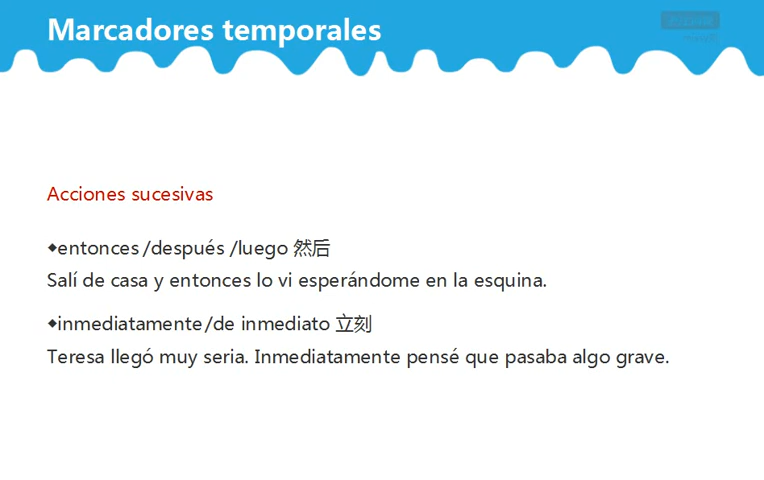 Marcadores temporales
Acciones sucesivas
◆entonces/después /luego 然后
Salí de casa y entonces lo vi esperándome en la esquina.
◆inmediatamente/de inmediato 立刻
Teresa llegó muy seria. Inmediatamente pensé que pasaba algo grave.